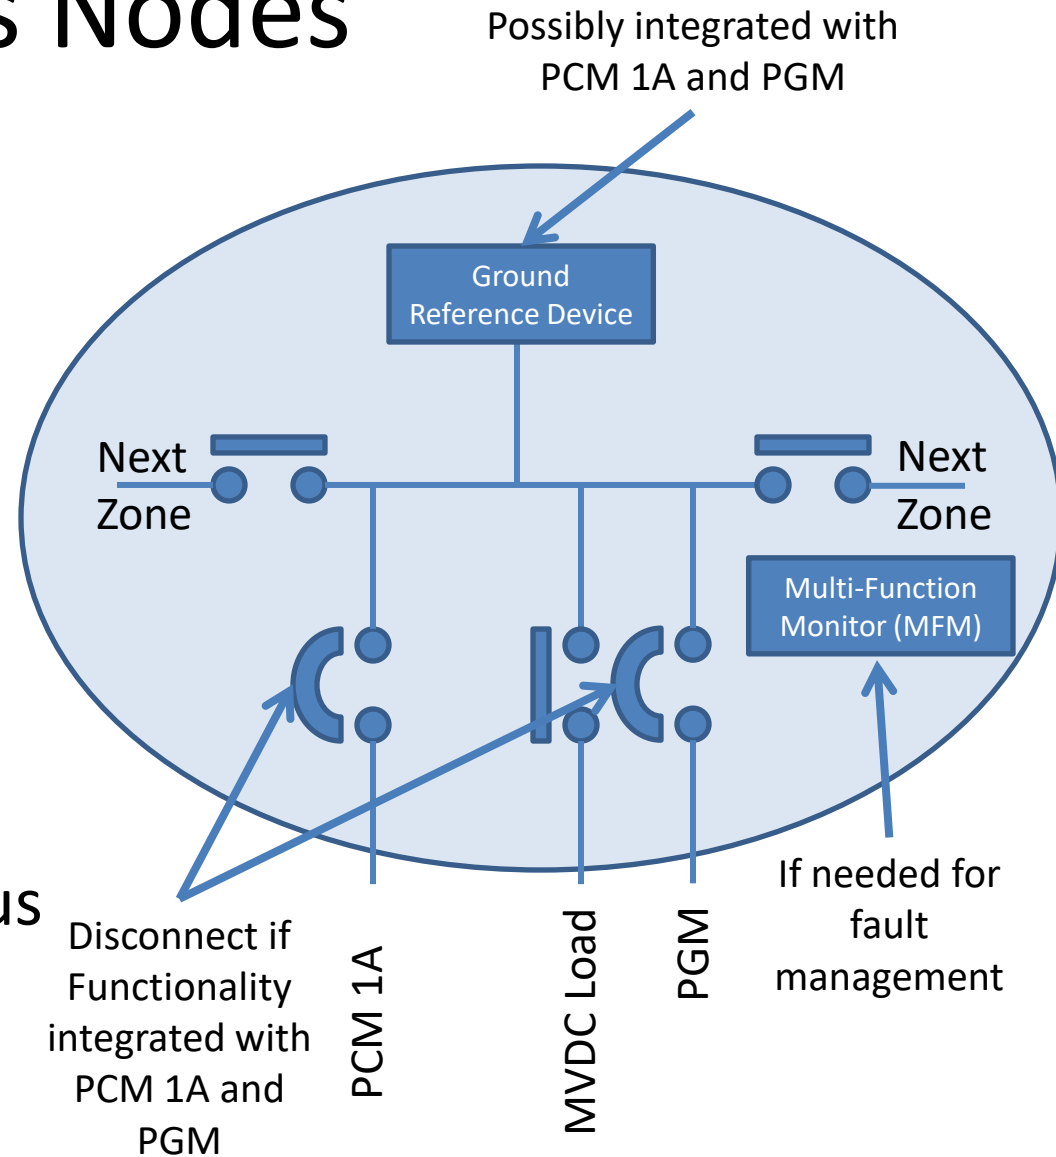 s Nodes
Possibly integrated with
PCM 1A and PGM
Ground
Reference Device
Next
Zone
Next
Zone
Multi-Function
Monitor (MFM)
us
Disconnect if
Functionality
integrated with
PCM 1A and
PGM
PCM 1A
MVDC Load
PGM
If needed for
fault
management